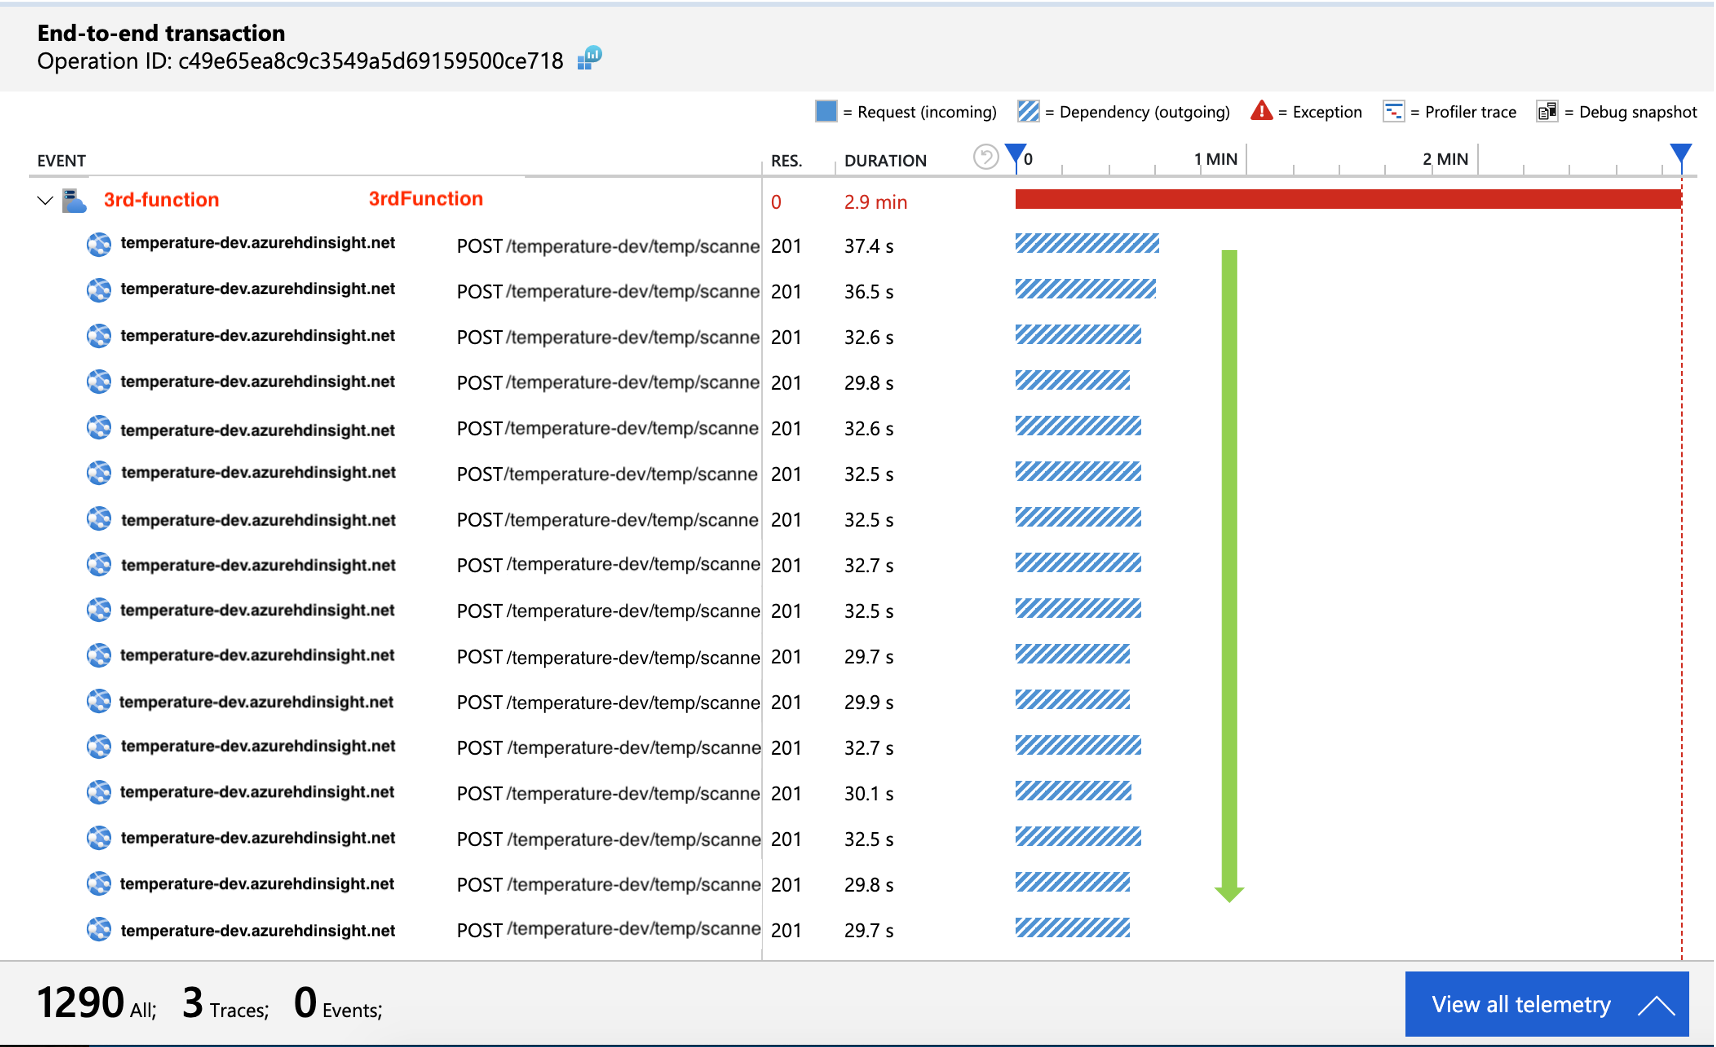 End-to-end transaction
Operation ID: c49e65ea8c9c3549a5d69159500ce718
= Request (incoming) = Dependency (outgoing) = Exception = Profiler trace = Debug snapshot
EVENT RES. DURATION 0 1 MIN 2 MIN
3rd-function 3rdFunction 0 2.9 min
temperature-dev.azurehdinsight.net POST /temperature-dev/temp/scanne 201 37.4 s
temperature-dev.azurehdinsight.net POST /temperature-dev/temp/scanne 201 36.5 s
temperature-dev.azurehdinsight.net POST /temperature-dev/temp/scanne 201 32.6 s
temperature-dev.azurehdinsight.net POST /temperature-dev/temp/scanne 201 29.8 s
temperature-dev.azurehdinsight.net POST /temperature-dev/temp/scanne 201 32.6 s
temperature-dev.azurehdinsight.net POST /temperature-dev/temp/scanne 201 32.5 s
temperature-dev.azurehdinsight.net POST /temperature-dev/temp/scanne 201 32.5 s
temperature-dev.azurehdinsight.net POST /temperature-dev/temp/scanne 201 32.7 s
temperature-dev.azurehdinsight.net POST /temperature-dev/temp/scanne 201 32.5 s
temperature-dev.azurehdinsight.net POST /temperature-dev/temp/scanne 201 29.7 s
temperature-dev.azurehdinsight.net POST /temperature-dev/temp/scanne 201 29.9 s
temperature-dev.azurehdinsight.net POST /temperature-dev/temp/scanne 201 32.7 s
temperature-dev.azurehdinsight.net POST /temperature-dev/temp/scanne 201 30.1 s
temperature-dev.azurehdinsight.net POST /temperature-dev/temp/scanne 201 32.5 s
temperature-dev.azurehdinsight.net POST /temperature-dev/temp/scanne 201 29.8 s
temperature-dev.azurehdinsight.net POST /temperature-dev/temp/scanne 201 29.7 s
1290 All; 3 Traces; 0 Events; View all telemetry